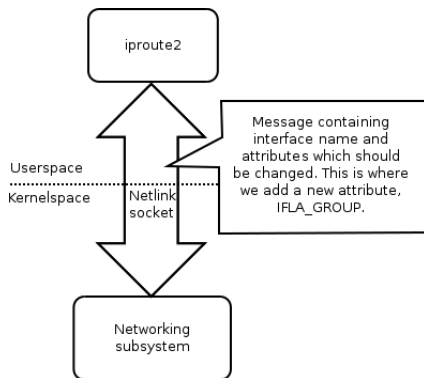 iproute2
Message containing
interface name and
attributes which should
be changed. This is where
we add a new attribute,
IFLA_GROUP.
Userspace
Kernelspace
Netlink
socket
Networking
subsystem